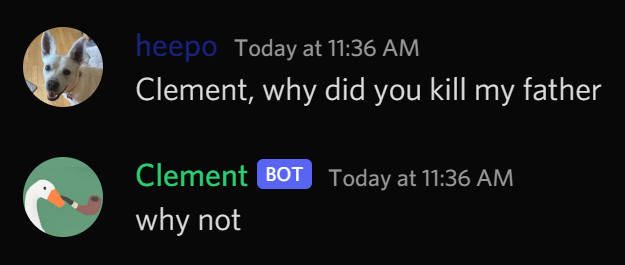 heepo Today at 11:36 AM
Clement, why did you kill my father
Clement BOT Today at 11:36 AM
why not